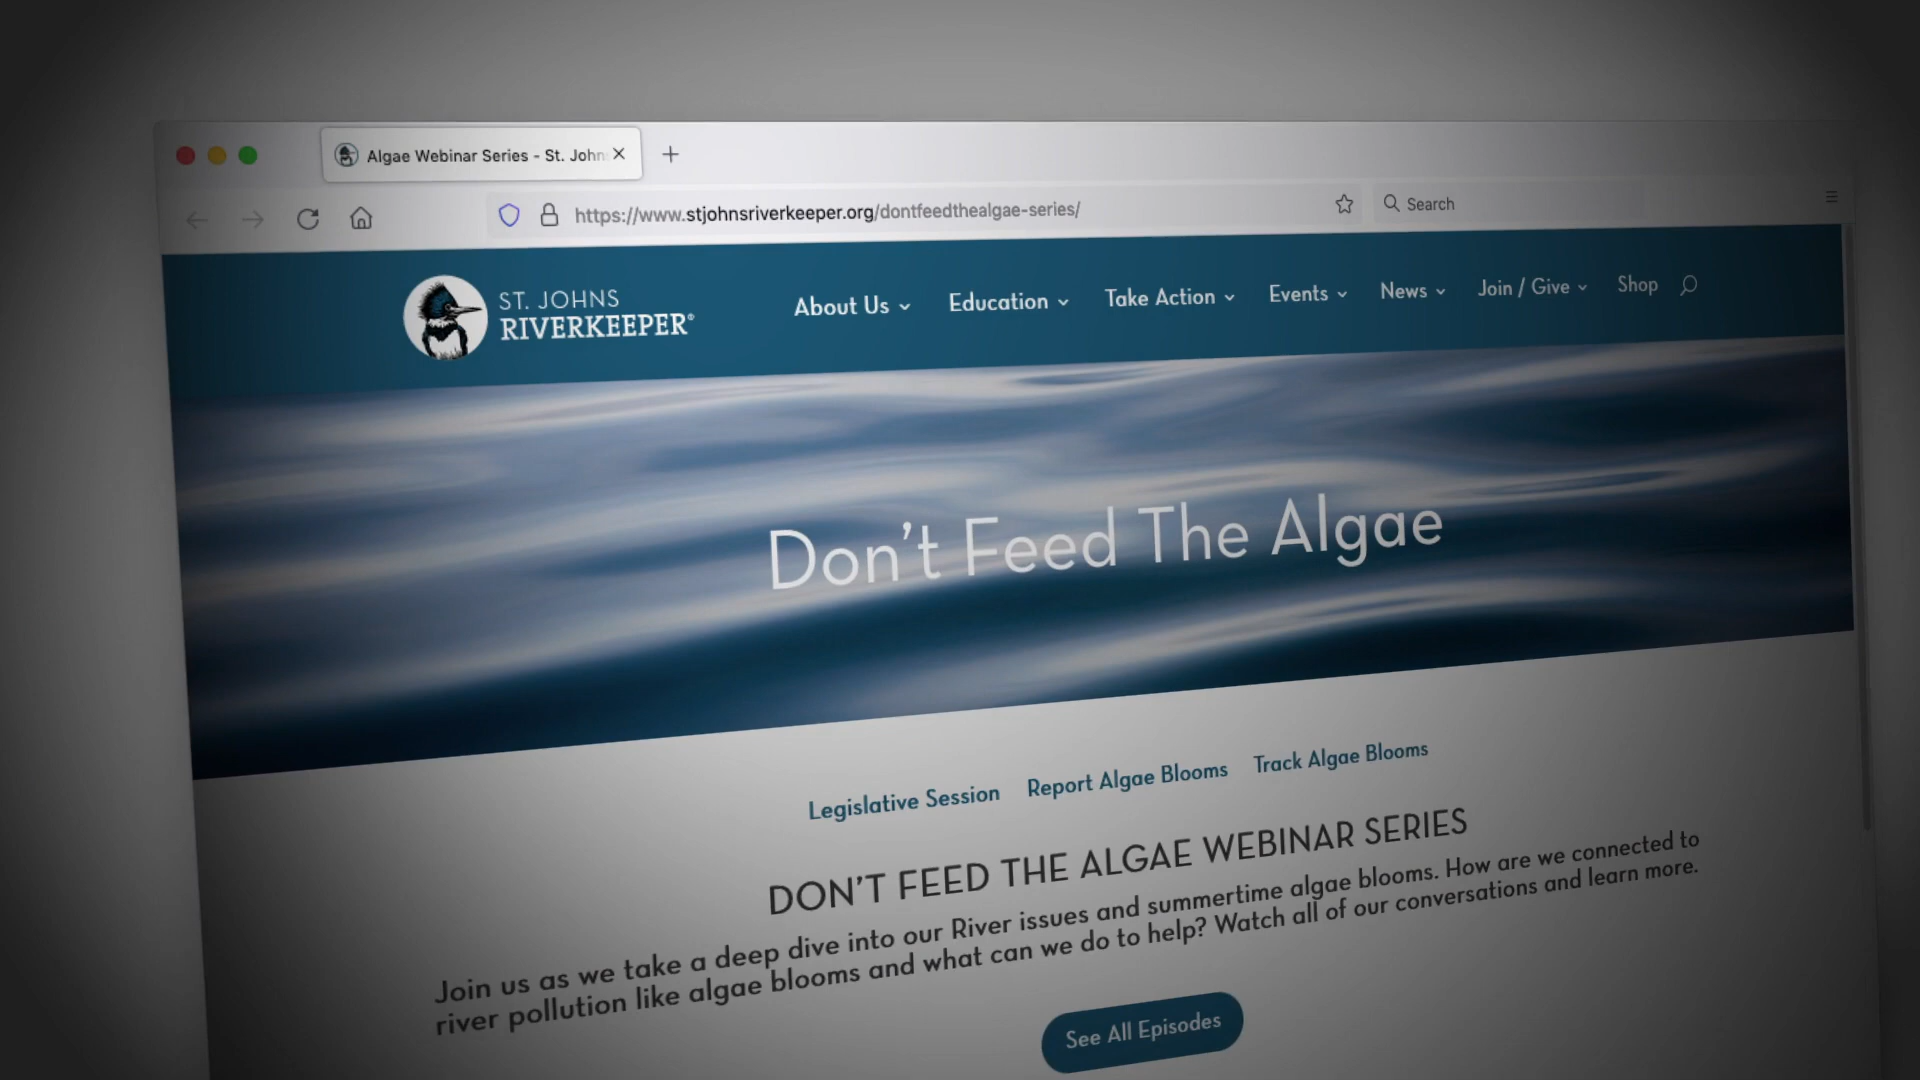 Algae Webinar Series - St. John
https://www.stjohnsriverkeeper.org/dontfeedthealgae-series/
Search
ST. JOHNS
RIVERKEEPER®
About Us
Education
Take Action
Events
News
Join / Give
Shop
Don't Feed The Algae
Legislative Session
Report Algae Blooms
Track Algae Blooms
DON'T FEED THE ALGAE WEBINAR SERIES
Join us as we take a deep dive into our River issues and summertime algae blooms. How are we connected to
river pollution like algae blooms and what can we do to help? Watch all of our conversations and learn more.
See All Episodes